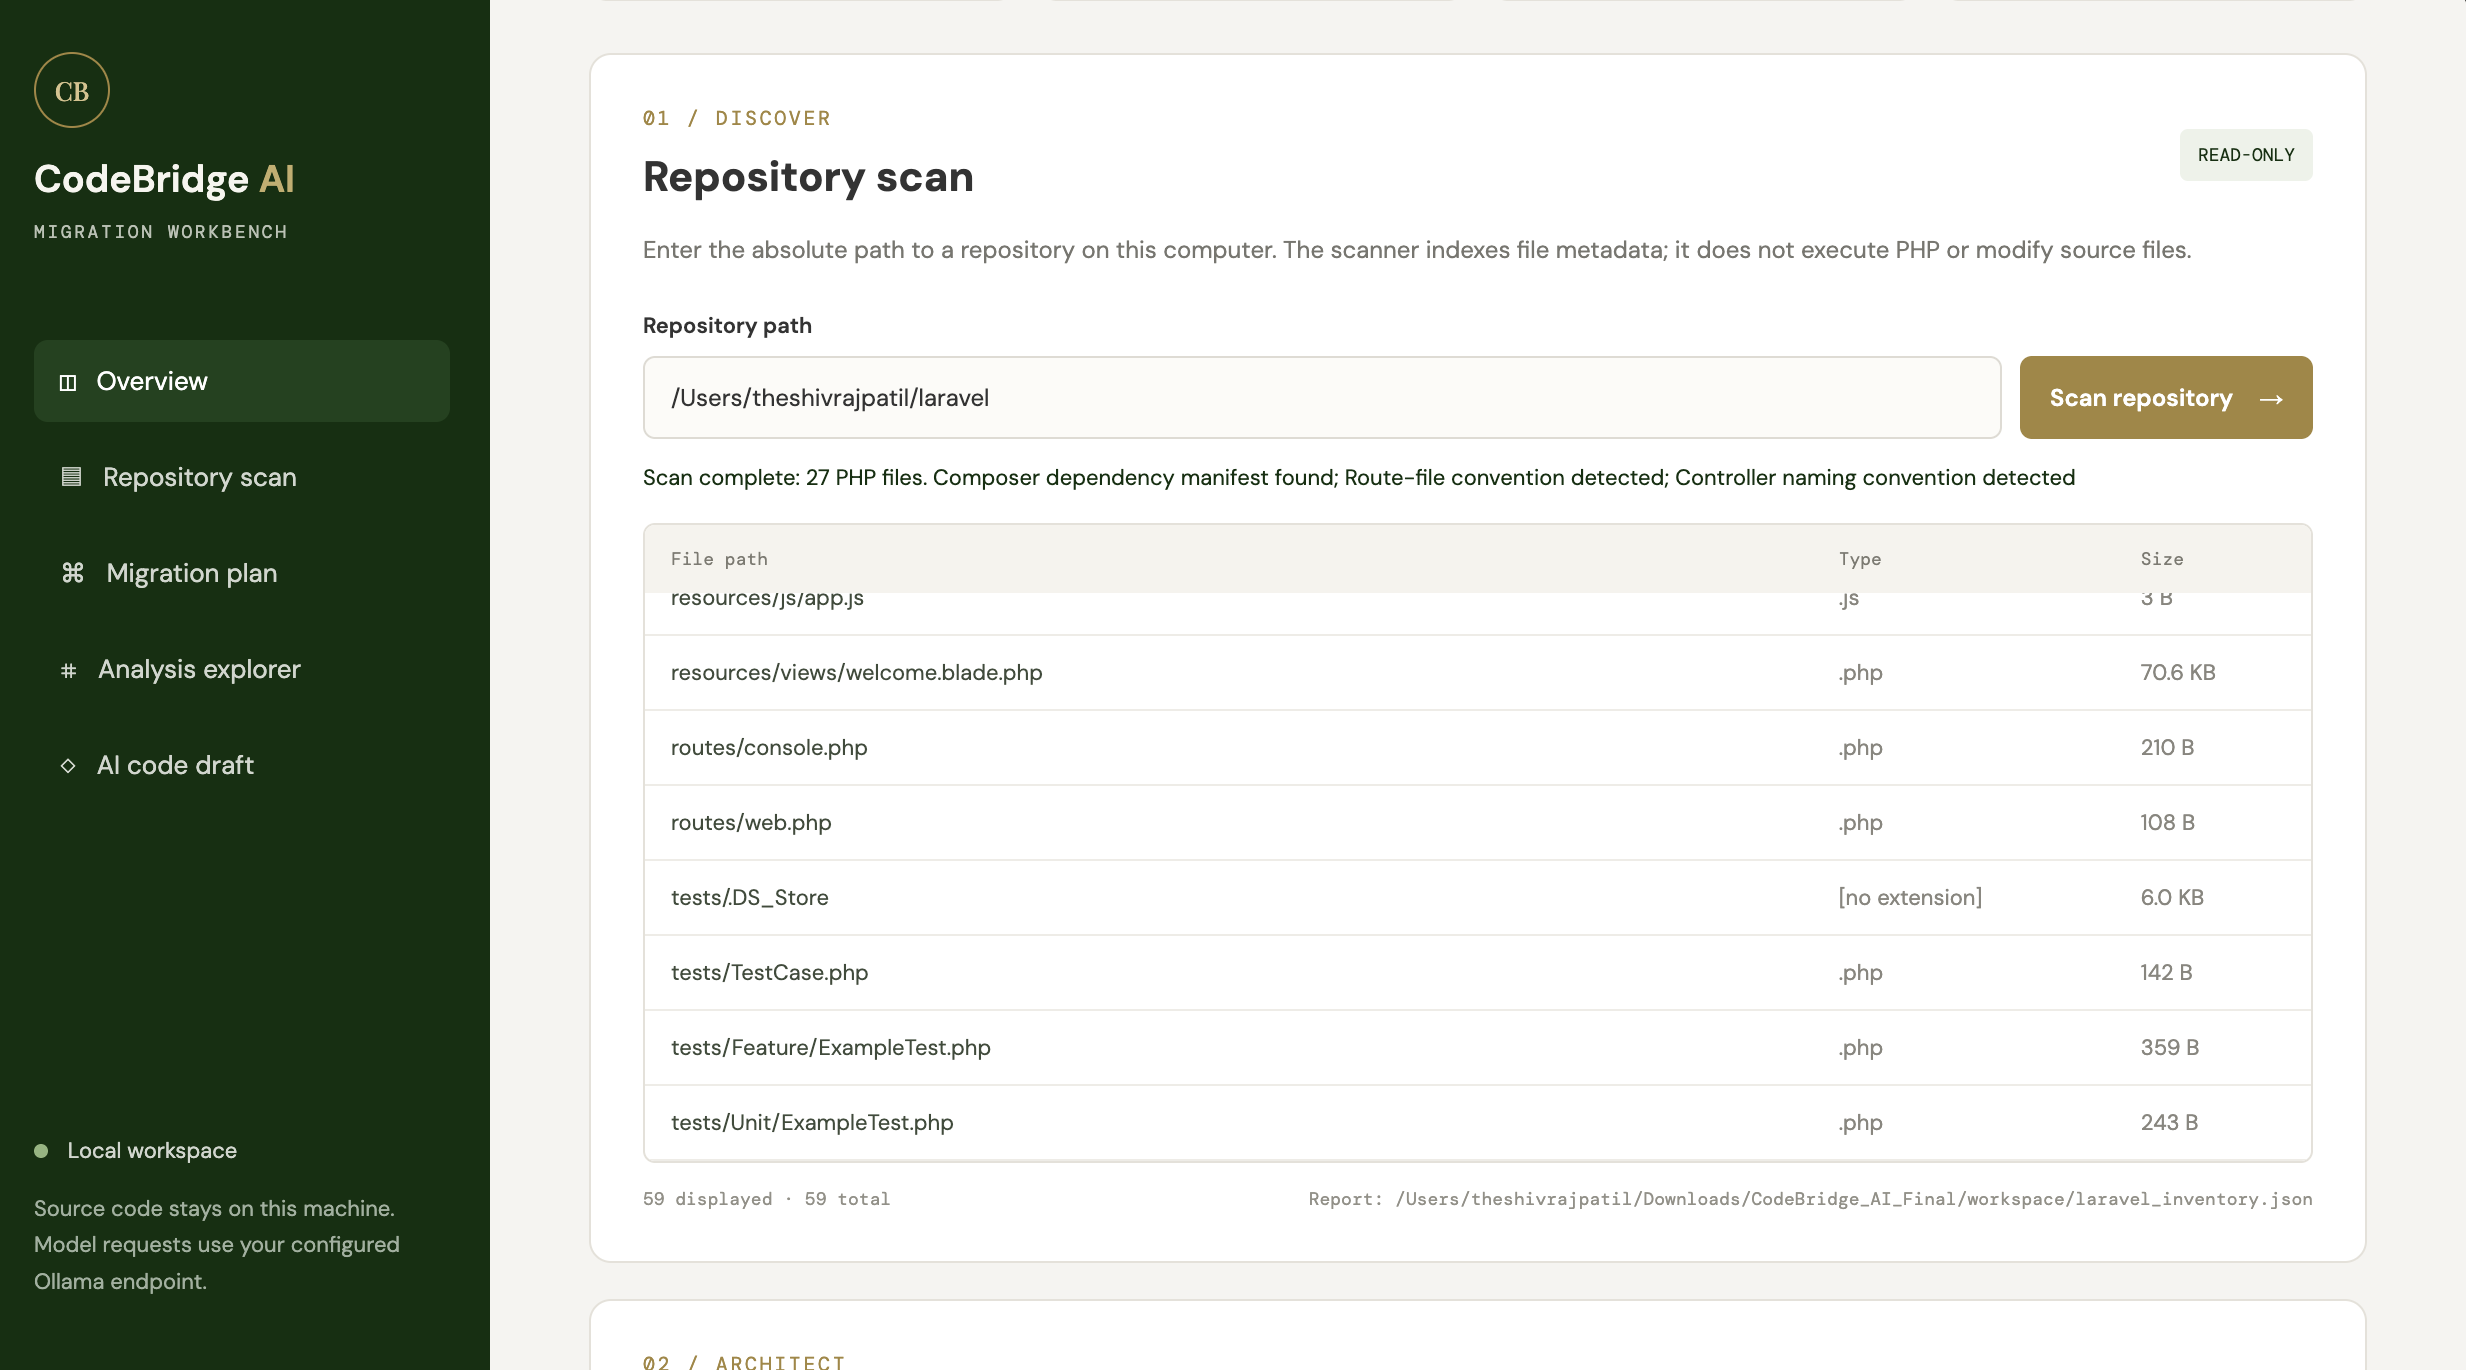 CB
CodeBridge AI
MIGRATION WORKBENCH
Overview
Repository scan
Migration plan
Analysis explorer
AI code draft
Local workspace
Source code stays on this machine.
Model requests use your configured
Ollama endpoint.
01 / DISCOVER
Repository scan
READ-ONLY
Enter the absolute path to a repository on this computer. The scanner indexes file metadata; it does not execute PHP or modify source files.
Repository path
/Users/theshivrajpatil/laravel
Scan repository →
Scan complete: 27 PHP files. Composer dependency manifest found; Route-file convention detected; Controller naming convention detected
File path Type Size
resources/js/app.js .js 3 B
resources/views/welcome.blade.php .php 70.6 KB
routes/console.php .php 210 B
routes/web.php .php 108 B
tests/.DS_Store [no extension] 6.0 KB
tests/TestCase.php .php 142 B
tests/Feature/ExampleTest.php .php 359 B
tests/Unit/ExampleTest.php .php 243 B
59 displayed · 59 total Report: /Users/theshivrajpatil/Downloads/CodeBridge_AI_Final/workspace/laravel_inventory.json
02 / ARCHITECT